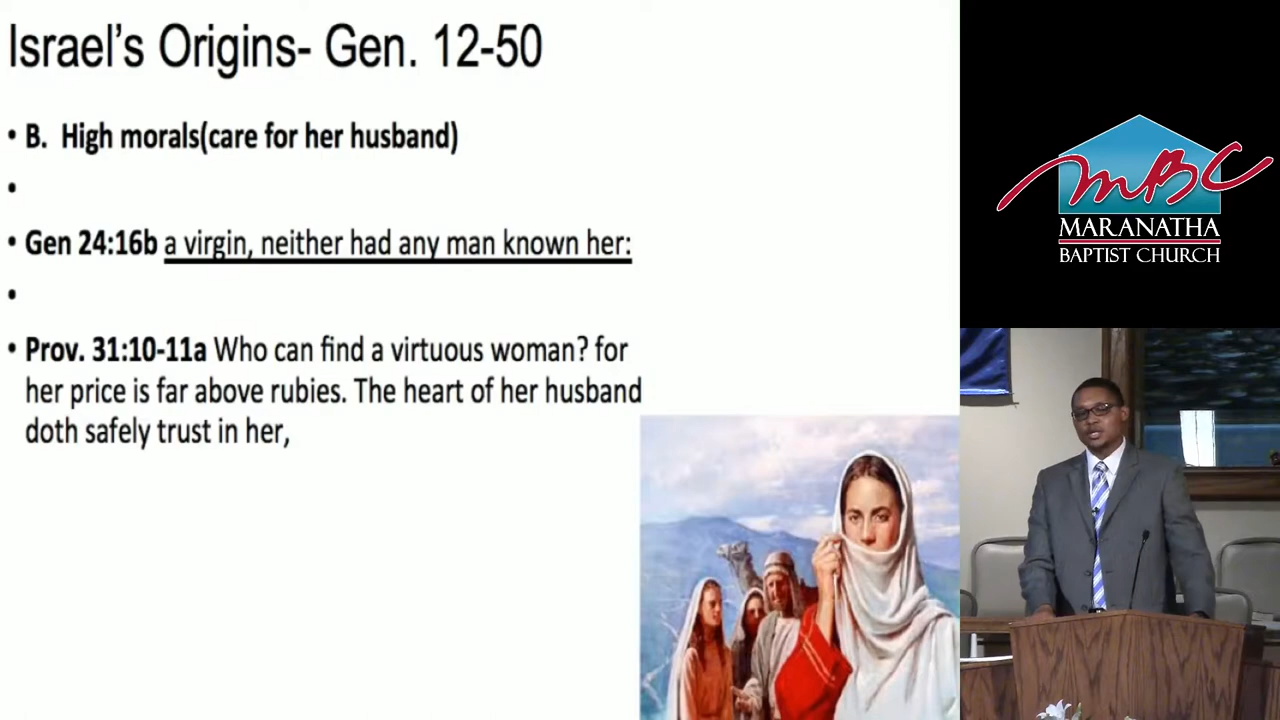 Israel's Origins- Gen. 12-50
• B. High morals(care for her husband)
•
• Gen 24:16b a virgin, neither had any man known her:
•
• Prov. 31:10-11a Who can find a virtuous woman? for
her price is far above rubies. The heart of her husband
doth safely trust in her,
MBC
MARANATHA
BAPTIST CHURCH